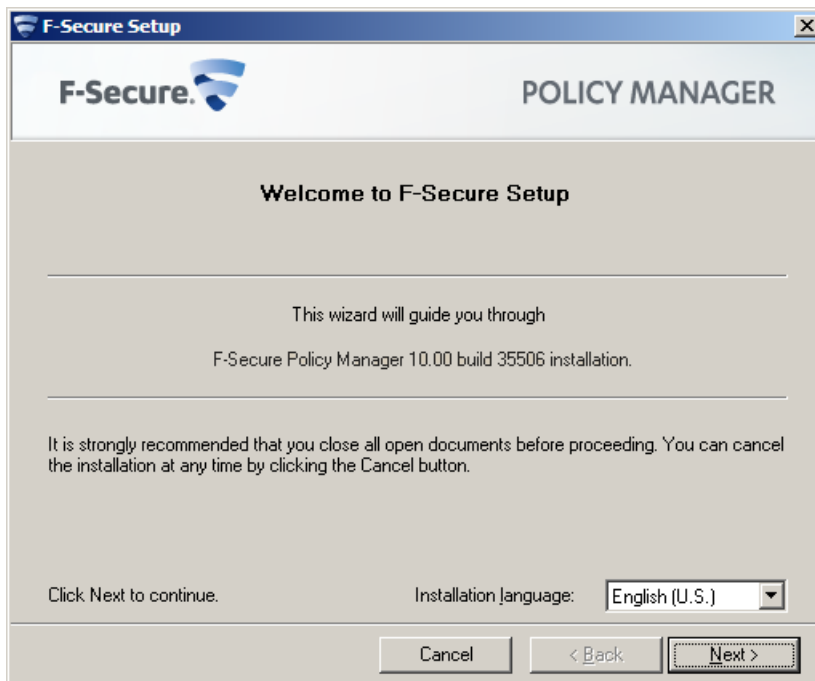 F-Secure Setup
F-Secure.
POLICY MANAGER
Welcome to F-Secure Setup
This wizard will guide you through
F-Secure Policy Manager 10.00 build 35506 installation.
It is strongly recommended that you close all open documents before proceeding. You can cancel
the installation at any time by clicking the Cancel button.
Click Next to continue.
Installation language:
English (U.S.)
Cancel
< Back
Next >